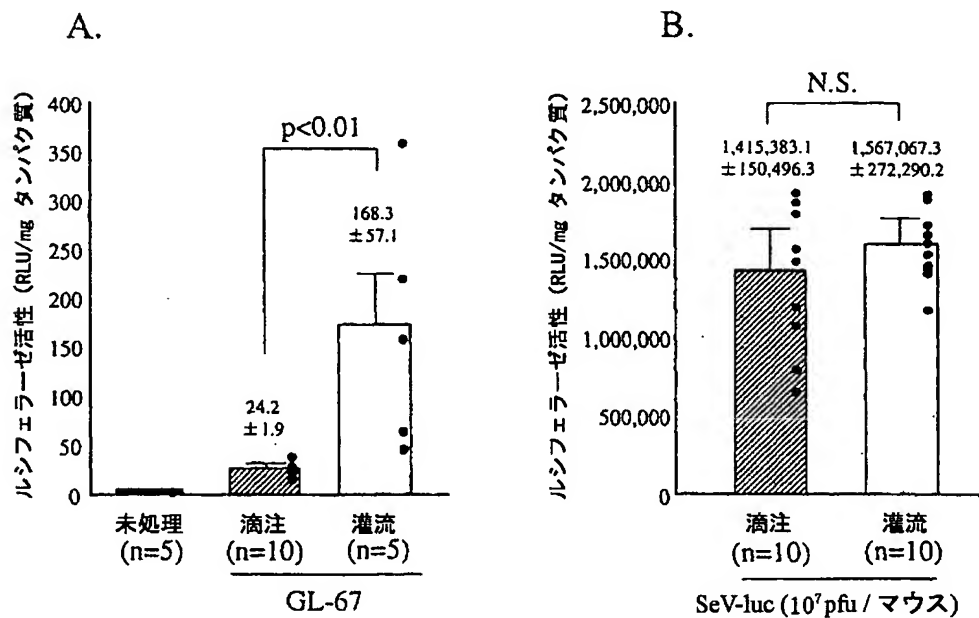 A.
ルシフェラーゼ活性 (RLU/mg タンパク質)
400
350
300
250
200
150
100
50
0
p<0.01
24.2
±1.9
168.3
±57.1
未処理
(n=5)
滴注
(n=10)
灌流
(n=5)
GL-67
B.
ルシフェラーゼ活性 (RLU/mg タンパク質)
2,500,000
2,000,000
1,500,000
1,000,000
500,000
0
N.S.
1,415,383.1
±150,496.3
1,567,067.3
±272,290.2
滴注
(n=10)
灌流
(n=10)
SeV-luc (10⁷pfu / マウス)